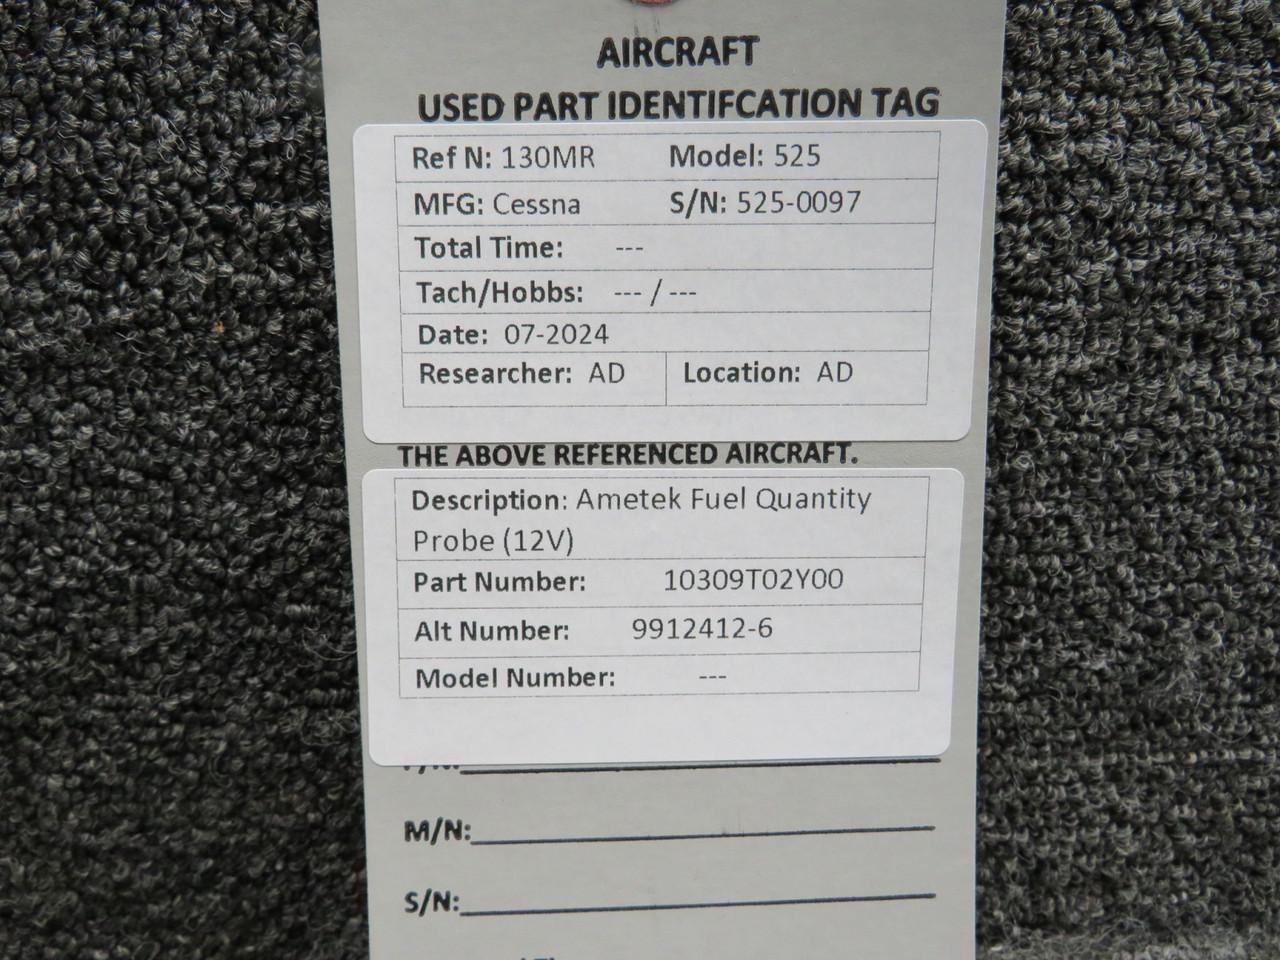 AIRCRAFT
USED PART IDENTIFCATION TAG
Ref N: 130MR Model: 525
MFG: Cessna S/N: 525-0097
Total Time: ---
Tach/Hobbs: --- / ---
Date: 07-2024
Researcher: AD Location: AD
THE ABOVE REFERENCED AIRCRAFT.
Description: Ametek Fuel Quantity
Probe (12V)
Part Number: 10309T02Y00
Alt Number: 9912412-6
Model Number: ---
M/N:
S/N: